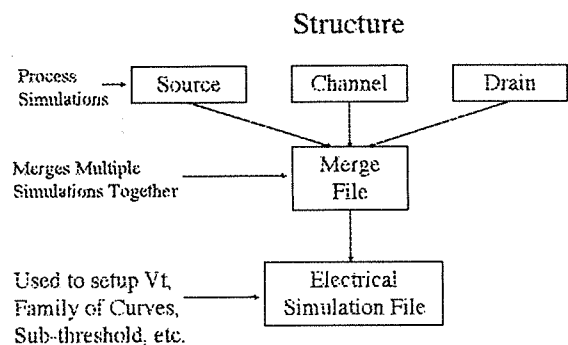 Structure
Process
Simulations
Source
Channel
Drain
Merges Multiple
Simulations Together
Merge
File
Used to setup Vt,
Family of Curves,
Sub-threshold, etc.
Electrical
Simulation File